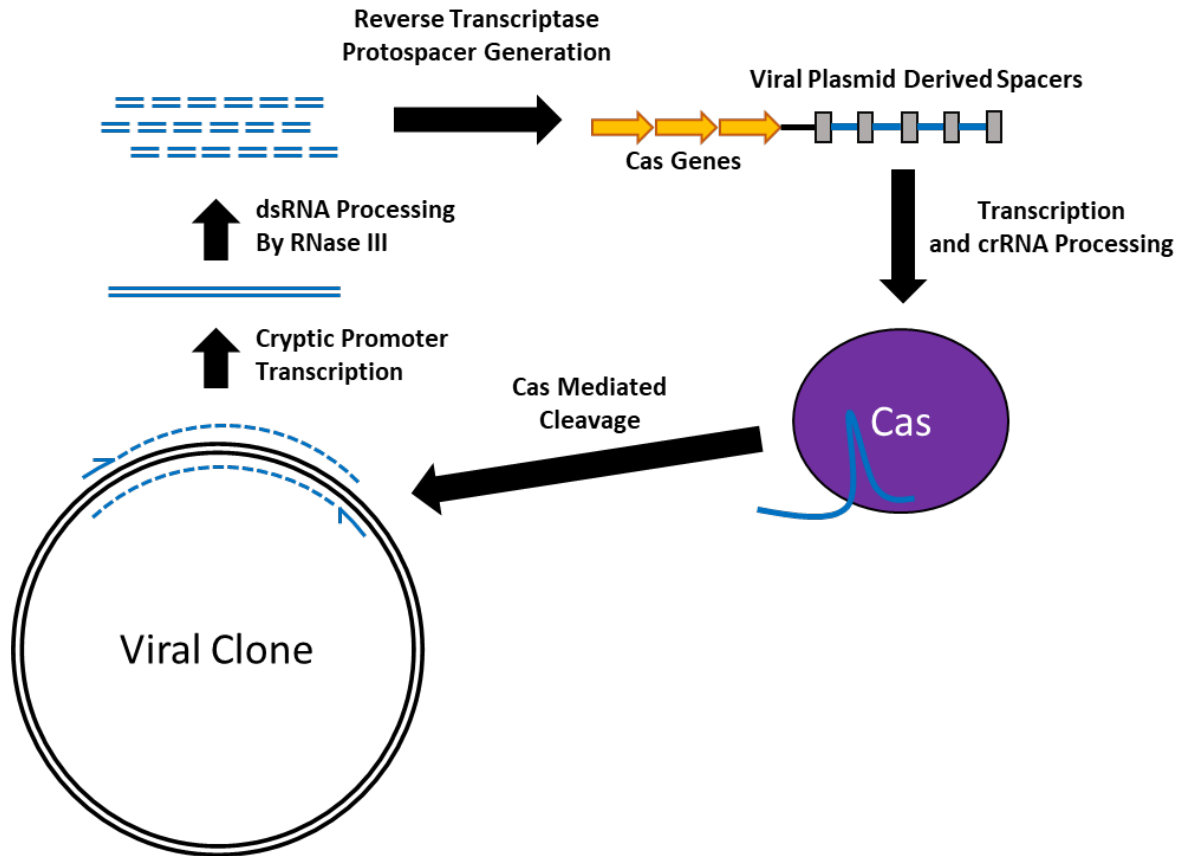 Reverse Transcriptase
Protospacer Generation
Viral Plasmid Derived Spacers
Cas Genes
dsRNA Processing
By RNase III
Transcription
and crRNA Processing
Cryptic Promoter
Transcription
Cas Mediated
Cleavage
Cas
Viral Clone